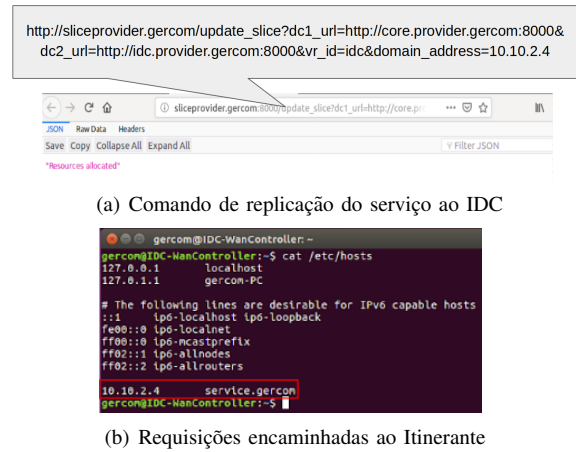 http://sliceprovider.gercom/update_slice?dc1_url=http://core.provider.gercom:8000&
dc2_url=http://idc.provider.gercom:8000&vr_id=idc&domain_address=10.10.2.4
sliceprovider.gercom:8000/update_slice?dc1_url=http://core.pr
JSON Raw Data Headers
Save Copy Collapse All Expand All Filter JSON
"Resources allocated"
(a) Comando de replicação do serviço ao IDC
gercom@IDC-WanController: ~
gercom@IDC-WanController:~$ cat /etc/hosts
127.0.0.1 localhost
127.0.1.1 gercom-PC
# The following lines are desirable for IPv6 capable hosts
::1 ip6-localhost ip6-loopback
fe00::0 ip6-localnet
ff00::0 ip6-mcastprefix
ff02::1 ip6-allnodes
ff02::2 ip6-allrouters
10.10.2.4 service.gercom
gercom@IDC-WanController:~$
(b) Requisições encaminhadas ao Itinerante